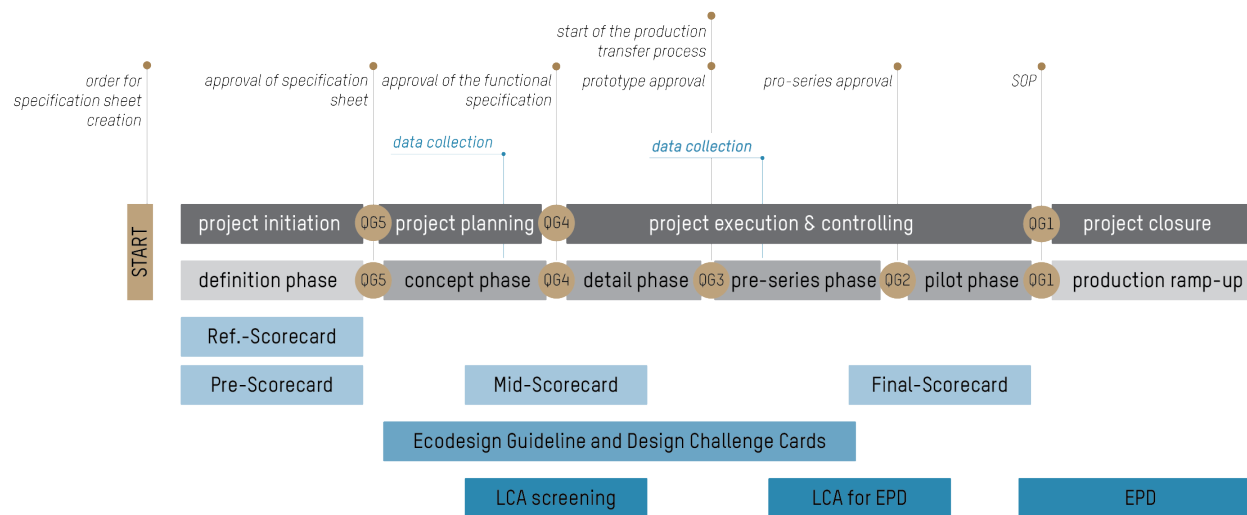 start of the production
transfer process
order for
specification sheet
creation
approval of specification
sheet
approval of the functional
specification
prototype approval
pro-series approval
SOP
data collection
data collection
START
project initiation
QG5
project planning
QG4
project execution & controlling
QG1
project closure
definition phase
QG5
concept phase
QG4
detail phase
QG3
pre-series phase
QG2
pilot phase
QG1
production ramp-up
Ref.-Scorecard
Pre-Scorecard
Mid-Scorecard
Final-Scorecard
Ecodesign Guideline and Design Challenge Cards
LCA screening
LCA for EPD
EPD